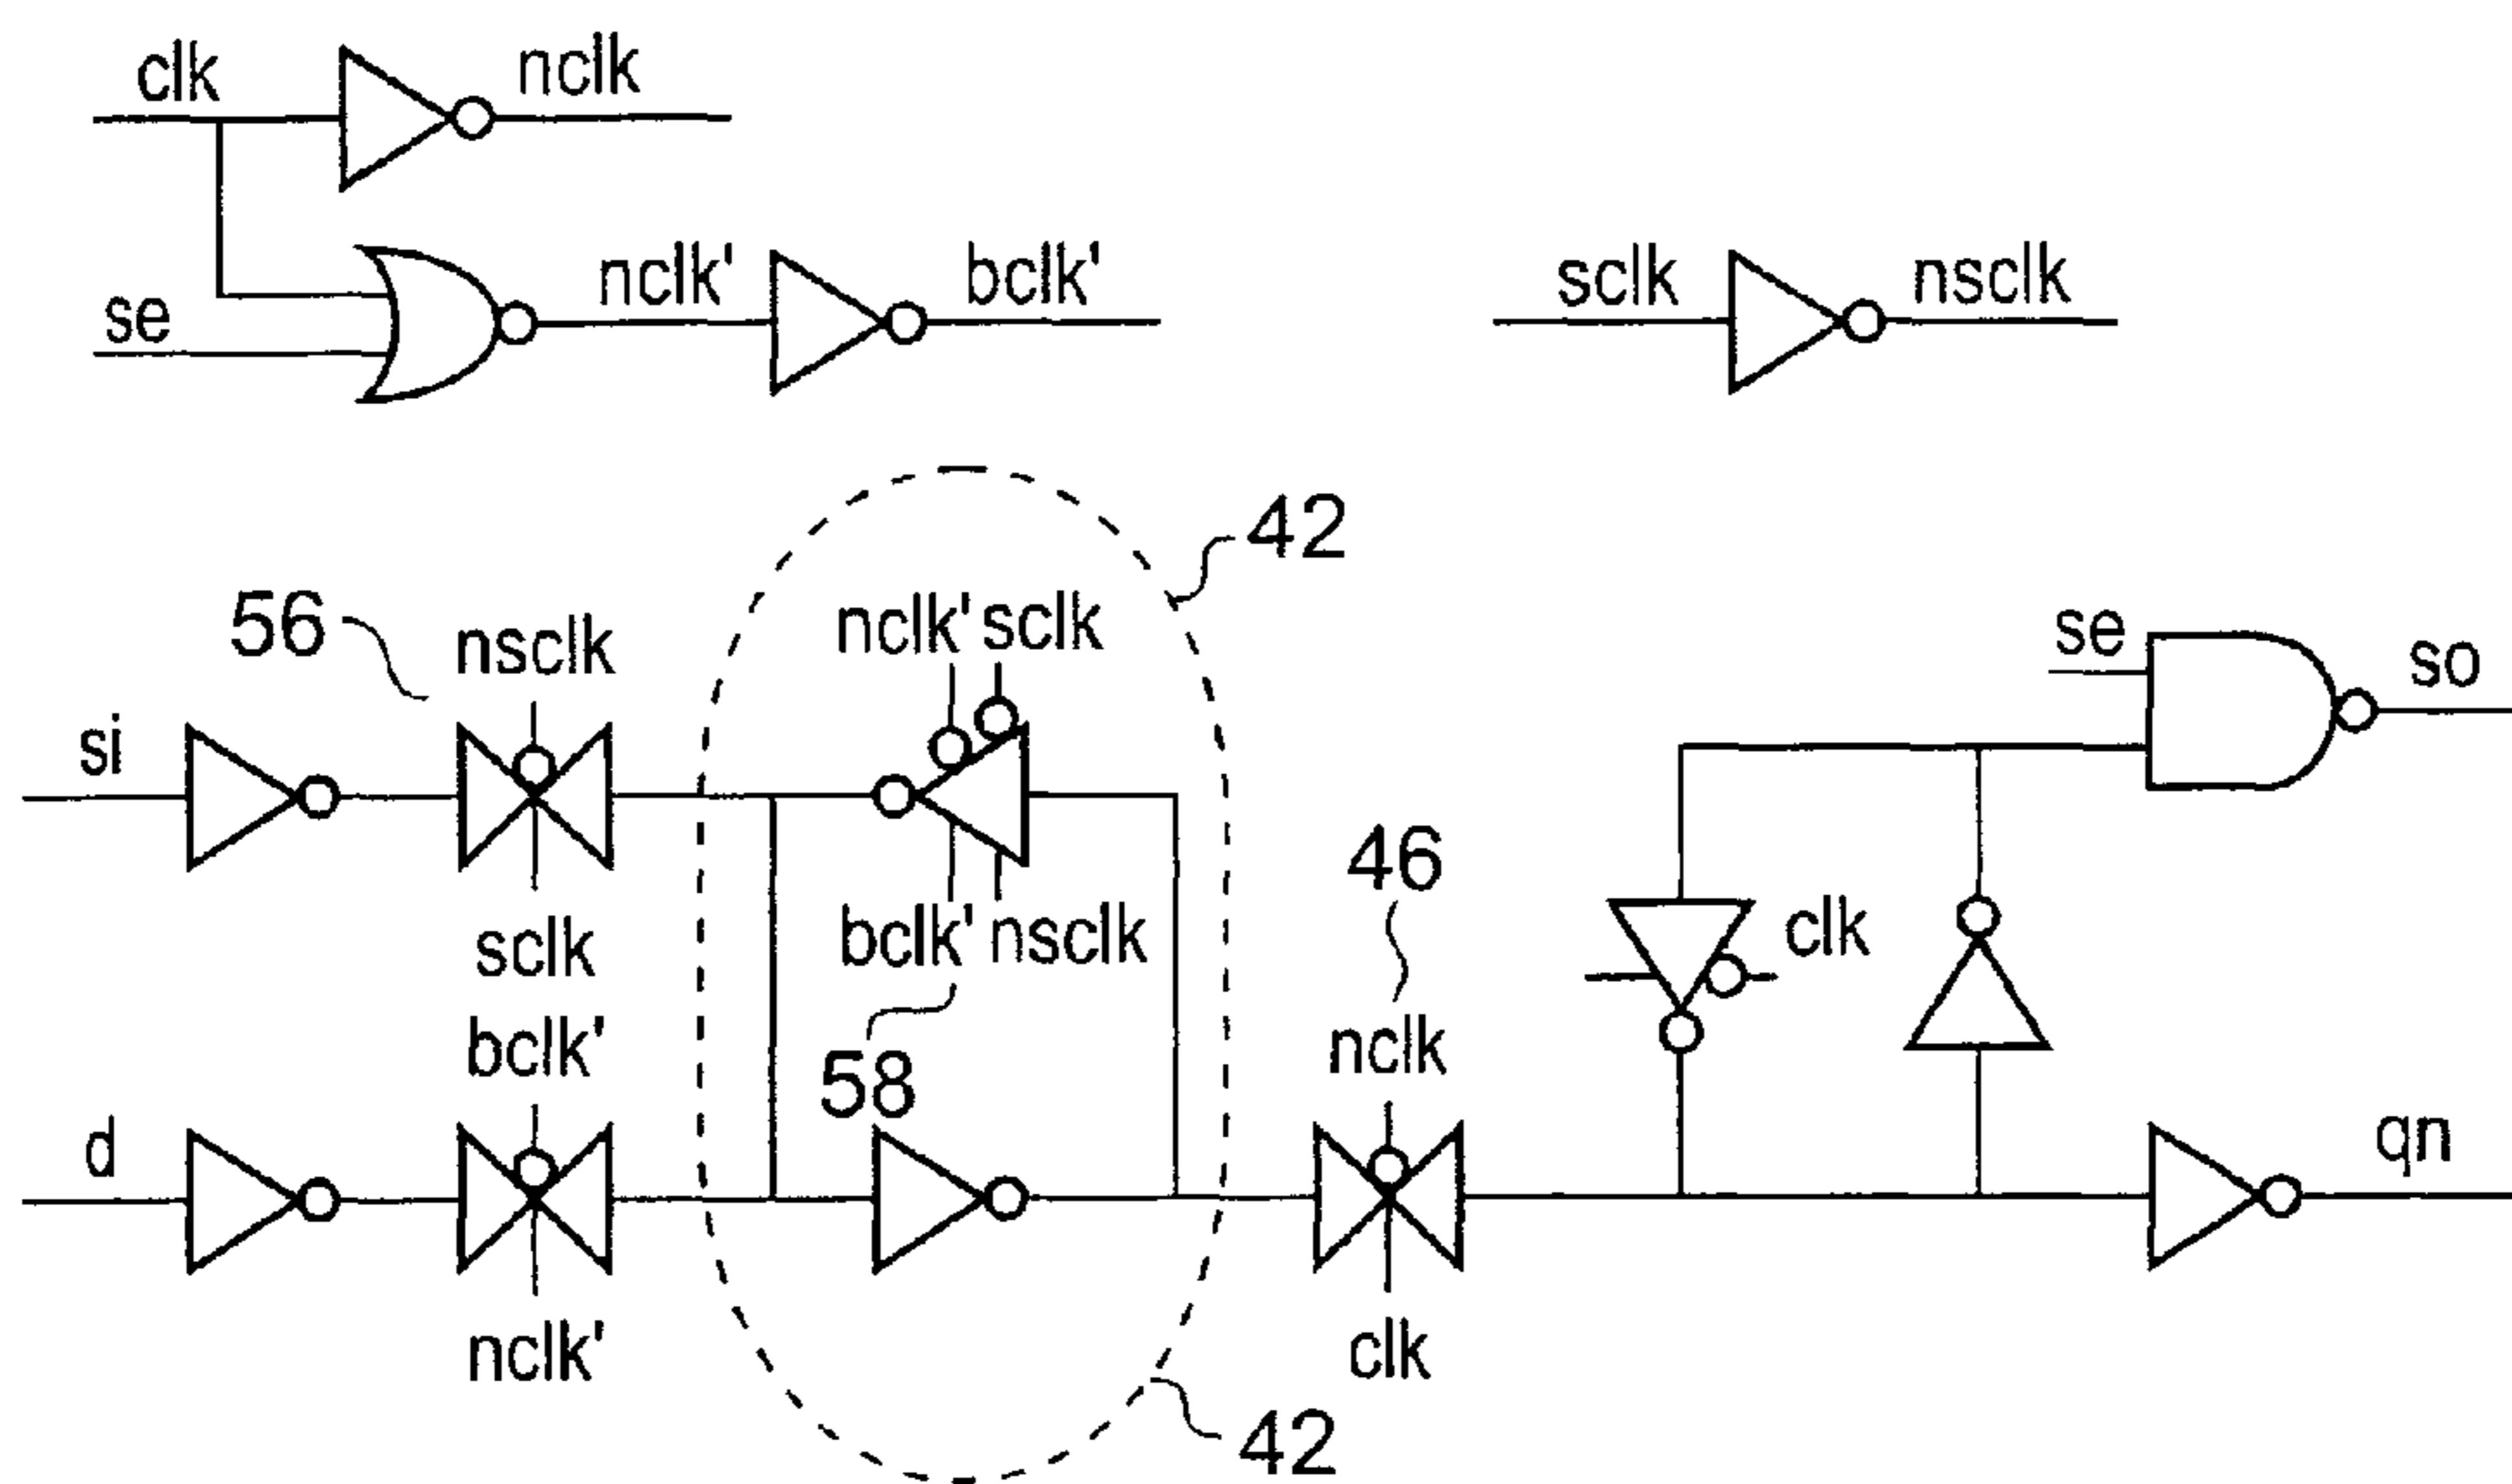 clk
nclk
se
nclk'
bclk'
sclk
nsclk
42
56
nsclk
nclk' sclk
se
so
si
46
clk
sclk
bclk' nsclk
bclk'
58
nclk
d
qn
nclk'
clk
42